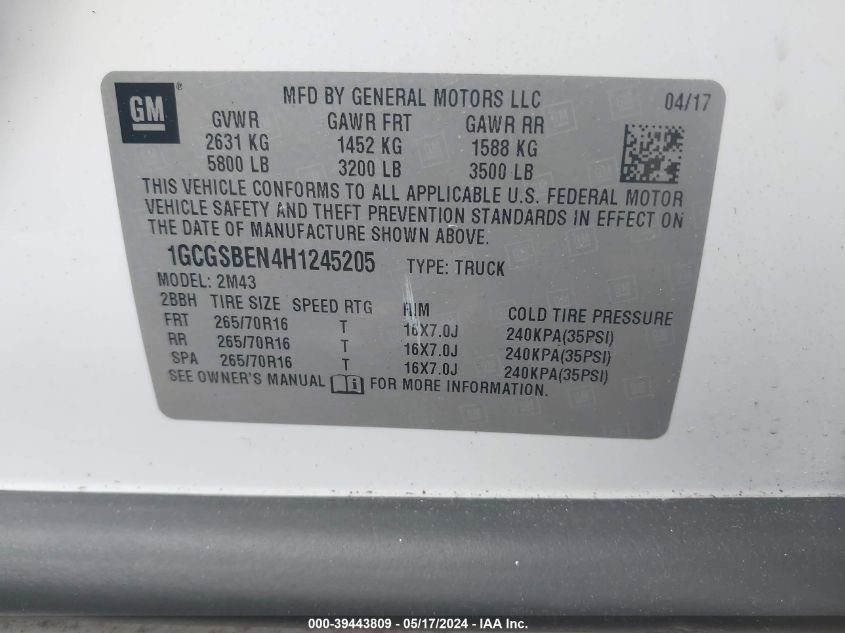 GM ®
MFD BY GENERAL MOTORS LLC 04/17
GVWR GAWR FRT GAWR RR
2631 KG 1452 KG 1588 KG
5800 LB 3200 LB 3500 LB
THIS VEHICLE CONFORMS TO ALL APPLICABLE U.S. FEDERAL MOTOR
VEHICLE SAFETY AND THEFT PREVENTION STANDARDS IN EFFECT ON
THE DATE OF MANUFACTURE SHOWN ABOVE.
1GCGSBEN4H1245205 TYPE: TRUCK
MODEL: 2M43
2BBH TIRE SIZE SPEED RTG RIM COLD TIRE PRESSURE
FRT 265/70R16 T 16X7.0J 240KPA(35PSI)
RR 265/70R16 T 16X7.0J 240KPA(35PSI)
SPA 265/70R16 T 16X7.0J 240KPA(35PSI)
SEE OWNER'S MANUAL i FOR MORE INFORMATION.
000-39443809 - 05/17/2024 - IAA Inc.